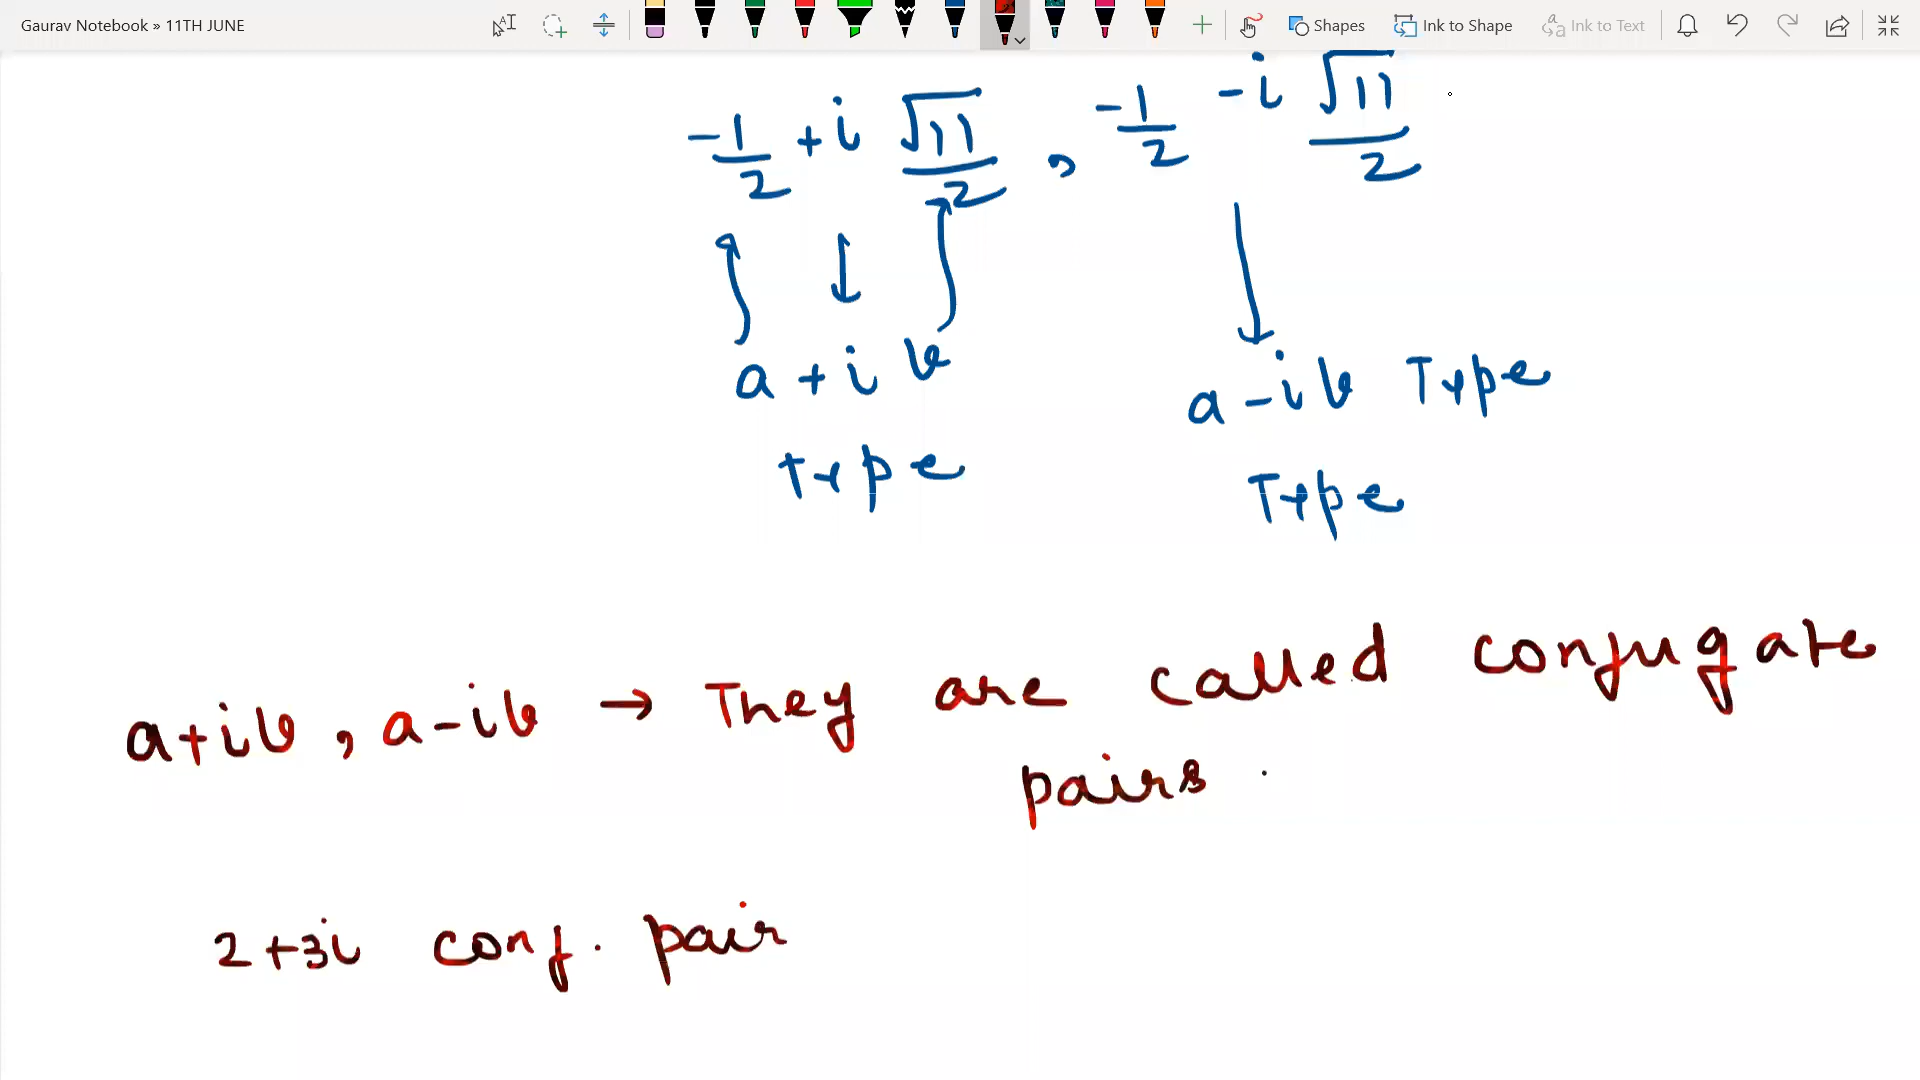 Gaurav Notebook » 11TH JUNE
Shapes
Ink to Shape
Ink to Text
-1/2 + i √11/2 , -1/2 - i √11/2
a + i b
a - i b Type
type
Type
a+ib , a-ib → They are called conjugate
pairs .
2+3i conj. pair